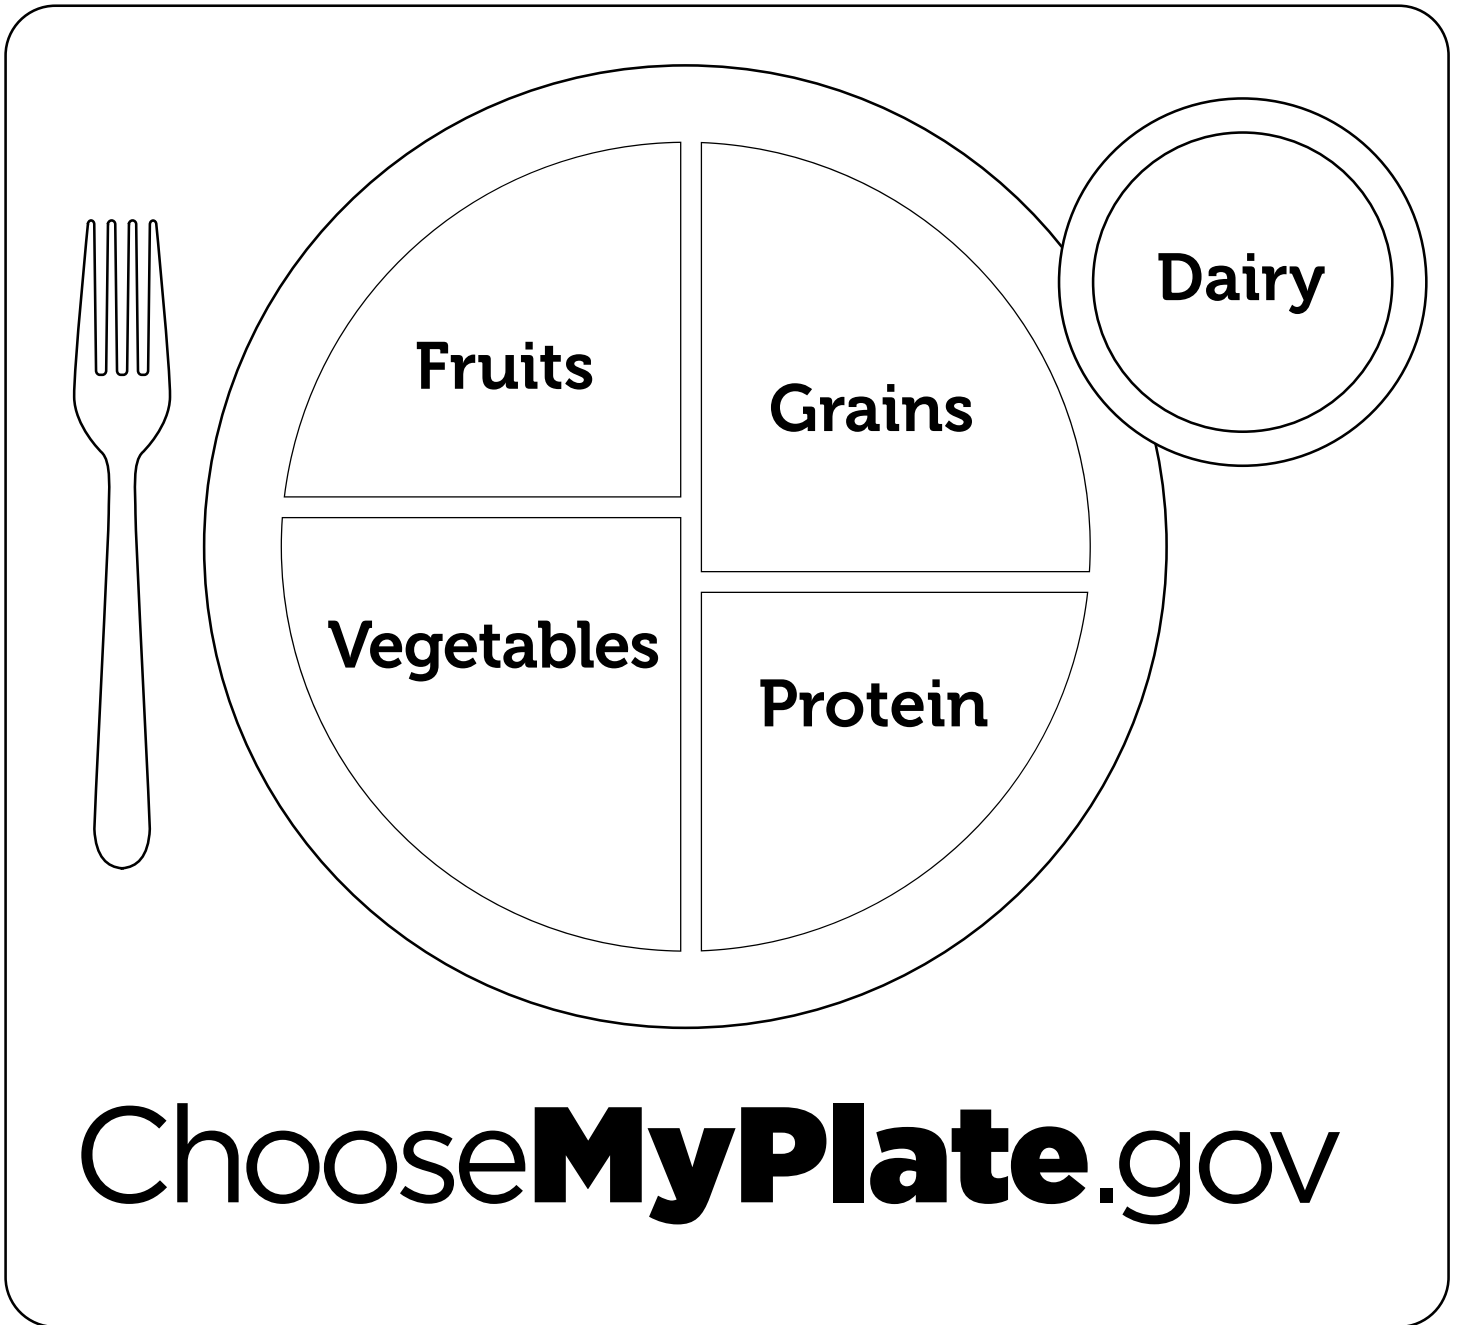 Dairy
Fruits
Grains
Vegetables
Protein
ChooseMyPlate.gov